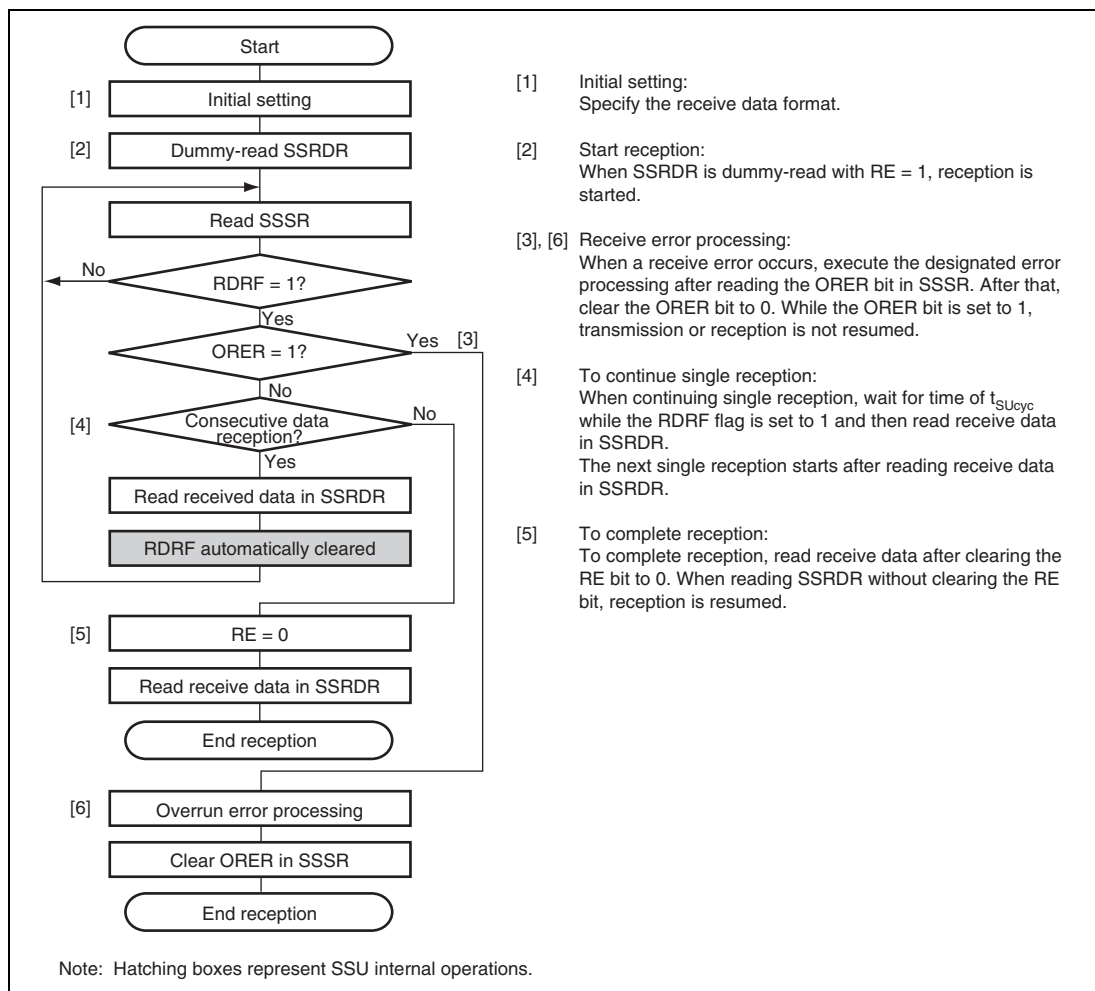 Start
[1] Initial setting
[2] Dummy-read SSRDR
Read SSSR
No
RDRF = 1?
Yes
ORER = 1?
Yes [3]
No
[4] Consecutive data
reception?
No
Yes
Read received data in SSRDR
RDRF automatically cleared
[5] RE = 0
Read receive data in SSRDR
End reception
[6] Overrun error processing
Clear ORER in SSSR
End reception
[1] Initial setting:
Specify the receive data format.
[2] Start reception:
When SSRDR is dummy-read with RE = 1, reception is
started.
[3], [6] Receive error processing:
When a receive error occurs, execute the designated error
processing after reading the ORER bit in SSSR. After that,
clear the ORER bit to 0. While the ORER bit is set to 1,
transmission or reception is not resumed.
[4] To continue single reception:
When continuing single reception, wait for time of tSUcyc
while the RDRF flag is set to 1 and then read receive data
in SSRDR.
The next single reception starts after reading receive data
in SSRDR.
[5] To complete reception:
To complete reception, read receive data after clearing the
RE bit to 0. When reading SSRDR without clearing the RE
bit, reception is resumed.
Note: Hatching boxes represent SSU internal operations.